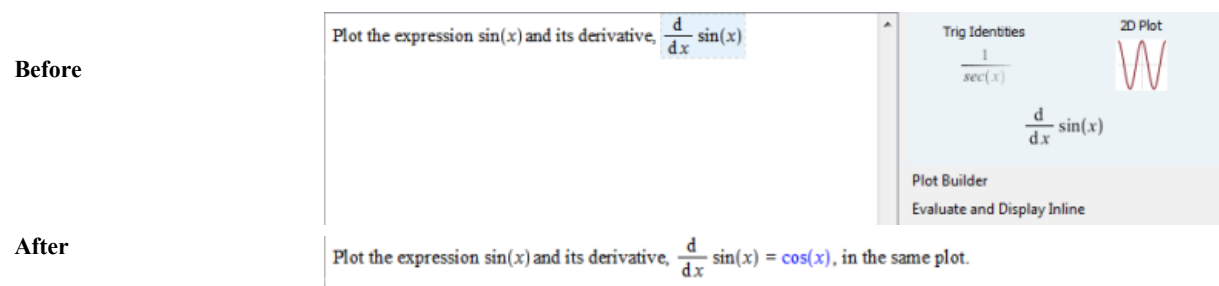 Before
Plot the expression sin(x) and its derivative, d/dx sin(x)
Trig Identities
1/sec(x)
2D Plot
d/dx sin(x)
Plot Builder
Evaluate and Display Inline
After
Plot the expression sin(x) and its derivative, d/dx sin(x) = cos(x), in the same plot.